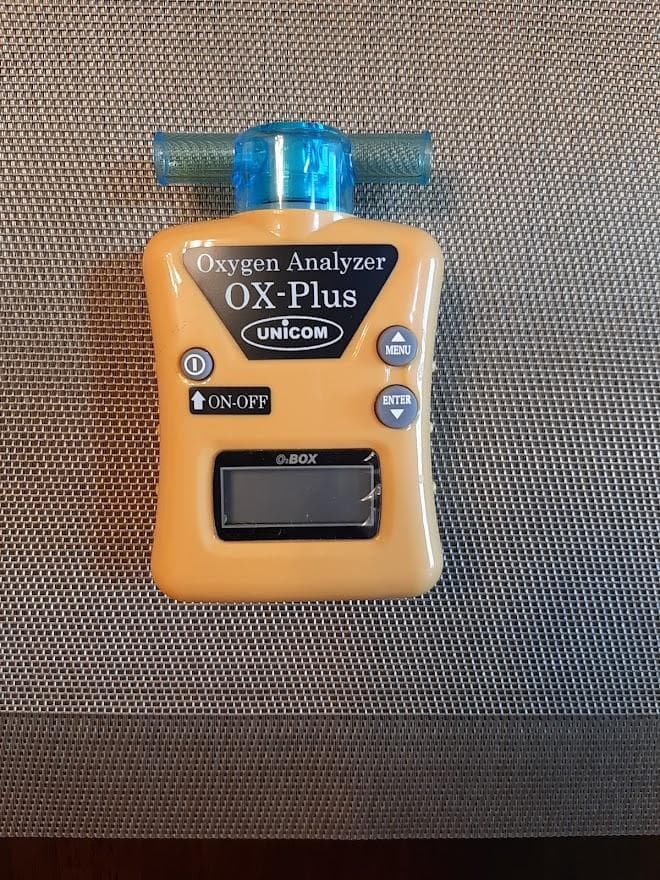 Oxygen Analyzer
OX-Plus
UNICOM
MENU
ON-OFF
ENTER
O₂BOX